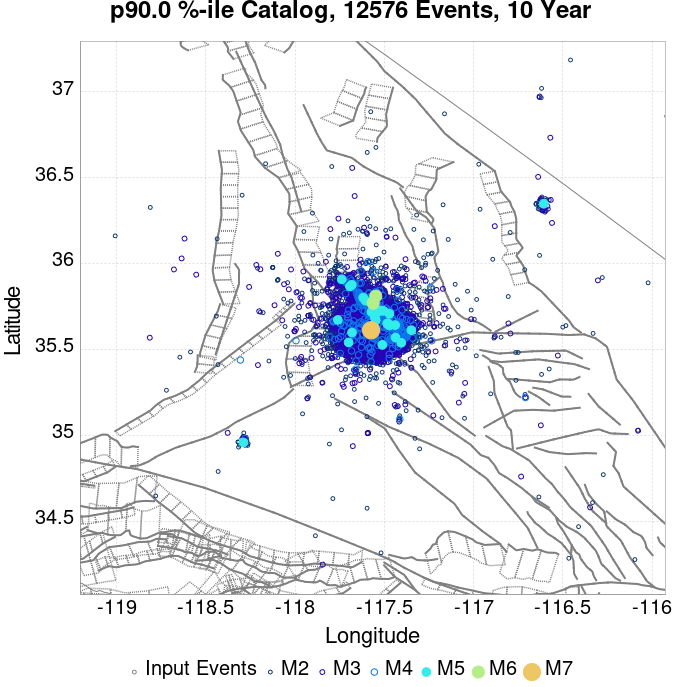 p90.0 %-ile Catalog, 12576 Events, 10 Year
37
36.5
36
35.5
35
34.5
Latitude
-119 -118.5 -118 -117.5 -117 -116.5 -116
Longitude
Input Events M2 M3 M4 M5 M6 M7